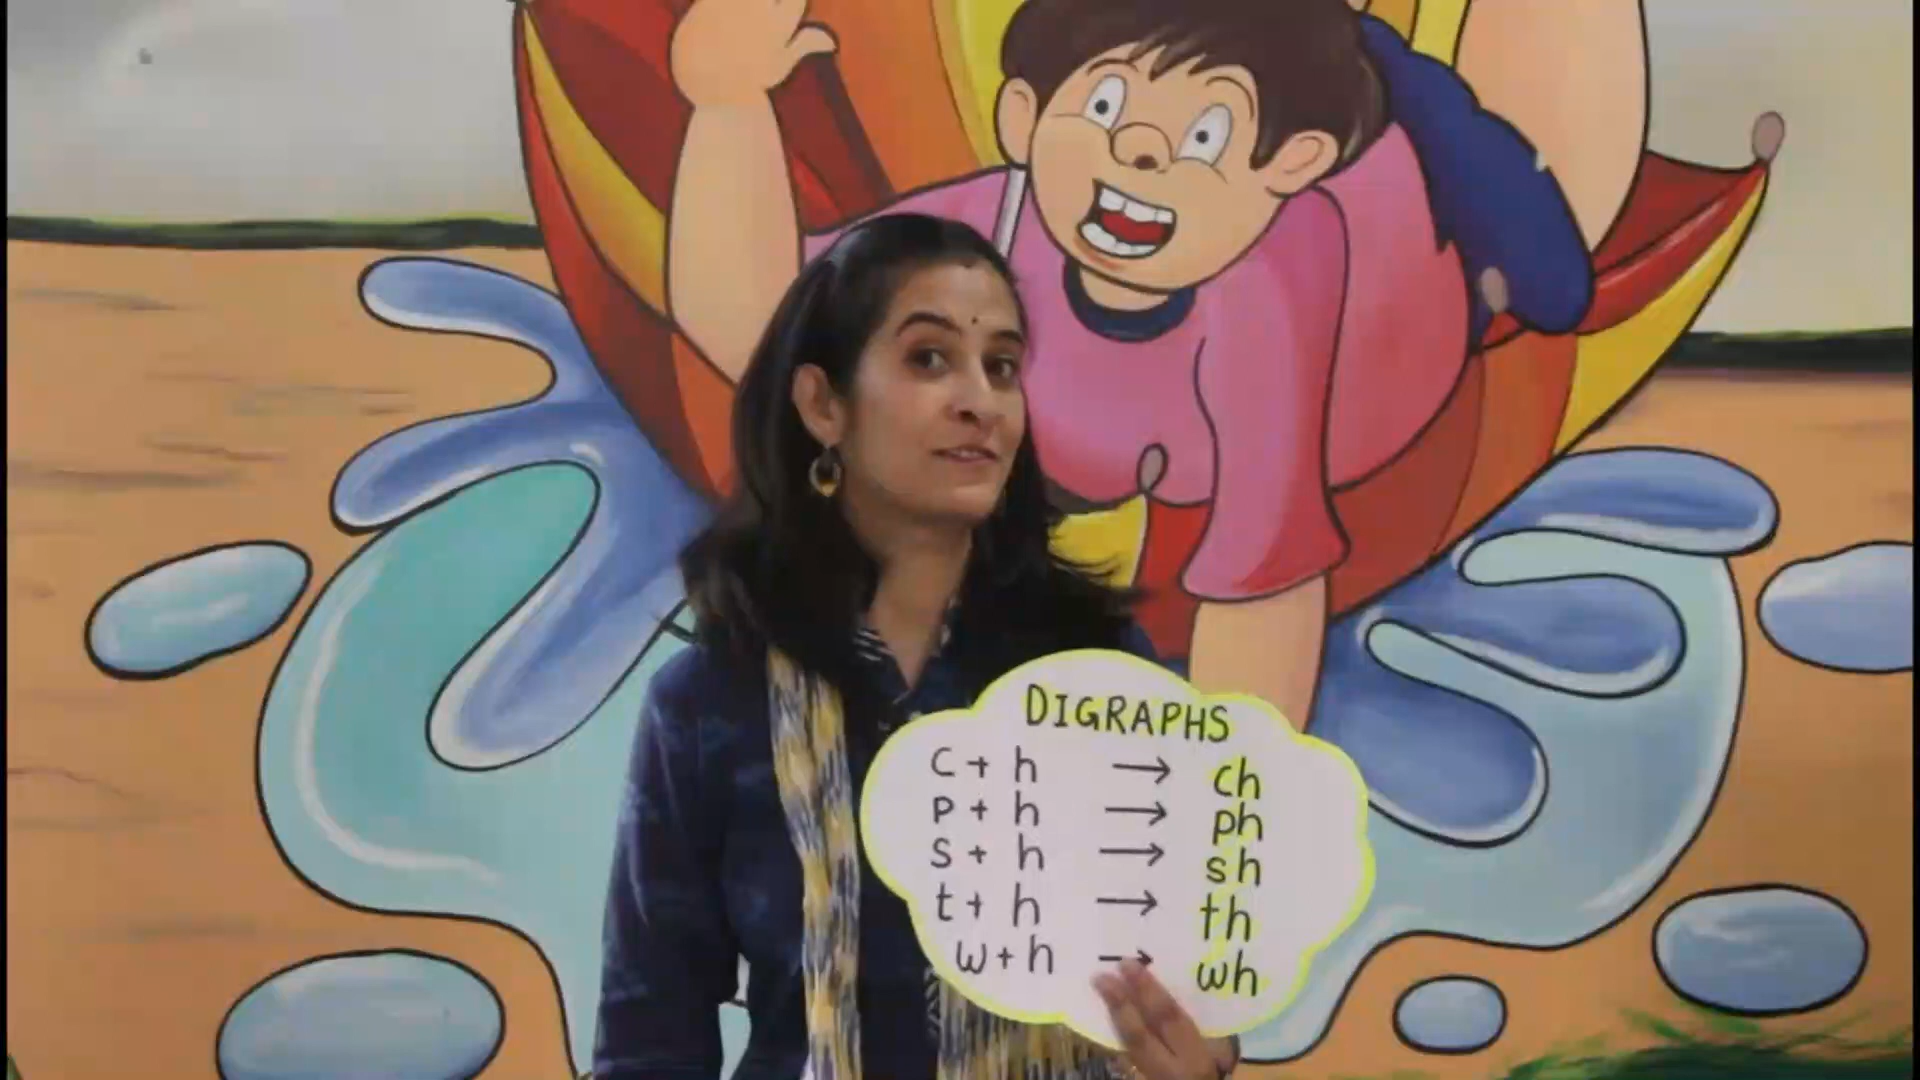 DIGRAPHS
c + h → ch
p + h → ph
s + h → sh
t + h → th
w + h → wh